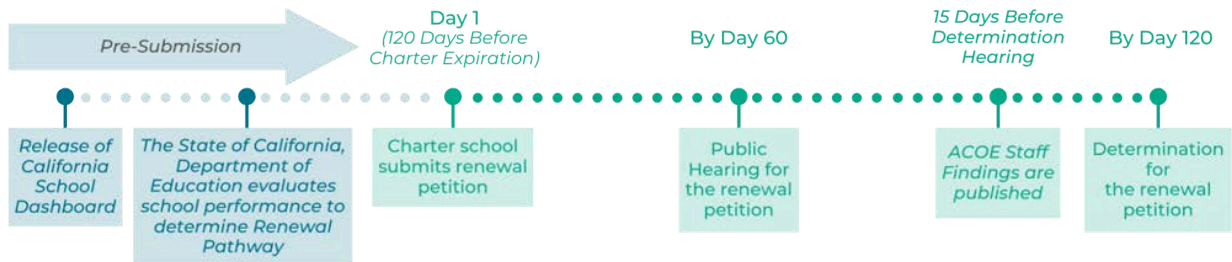 Pre-Submission
Day 1
(120 Days Before
Charter Expiration)
By Day 60
15 Days Before
Determination
Hearing
By Day 120
Release of
California
School
Dashboard
The State of California,
Department of
Education evaluates
school performance to
determine Renewal
Pathway
Charter school
submits renewal
petition
Public
Hearing for
the renewal
petition
ACOE Staff
Findings are
published
Determination
for
the renewal
petition